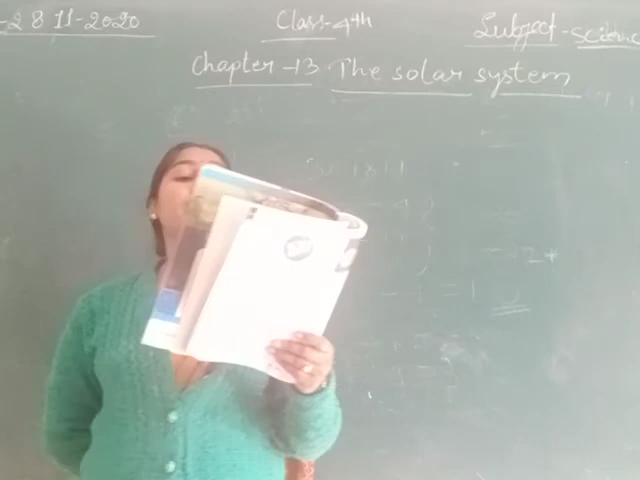 -28 11-2020 Class-4th Subject-science
Chapter-13 The solar system